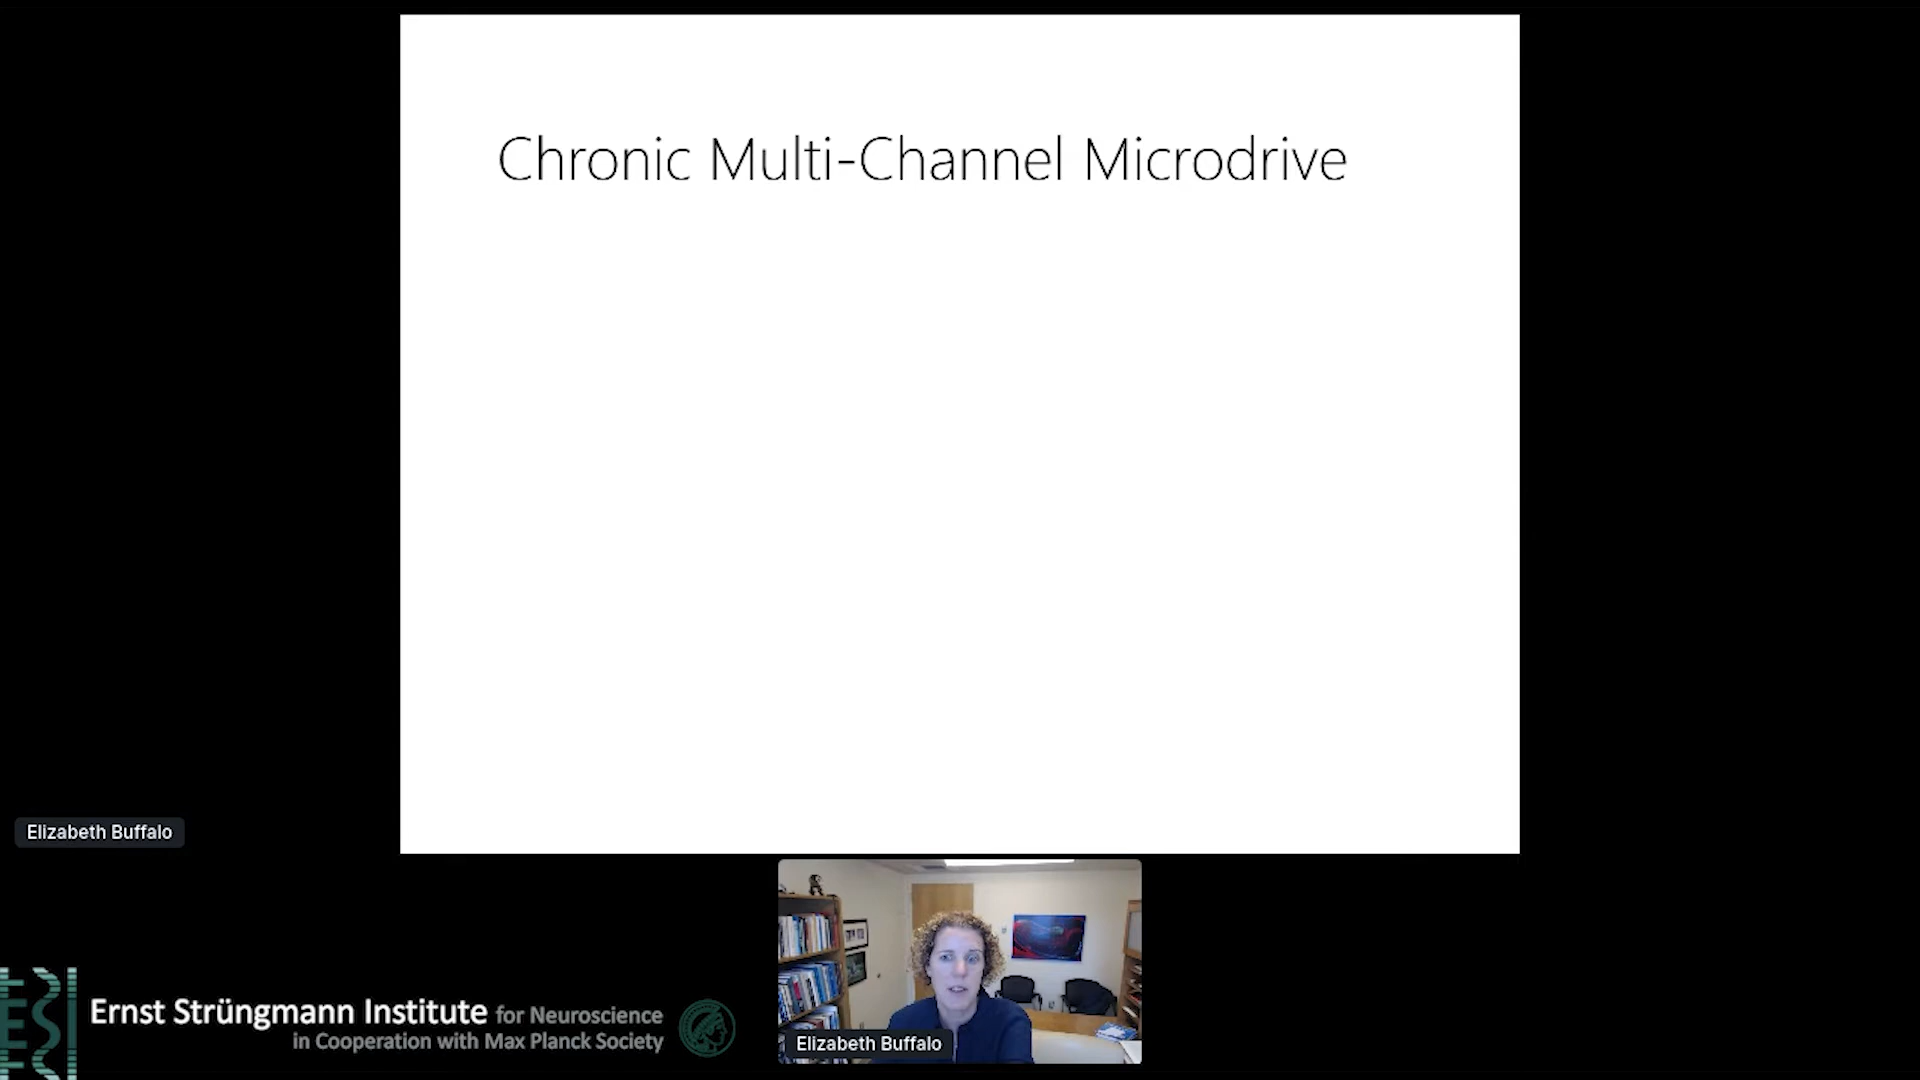 Chronic Multi-Channel Microdrive
Elizabeth Buffalo
Elizabeth Buffalo
ESI
Ernst Strüngmann Institute for Neuroscience
in Cooperation with Max Planck Society